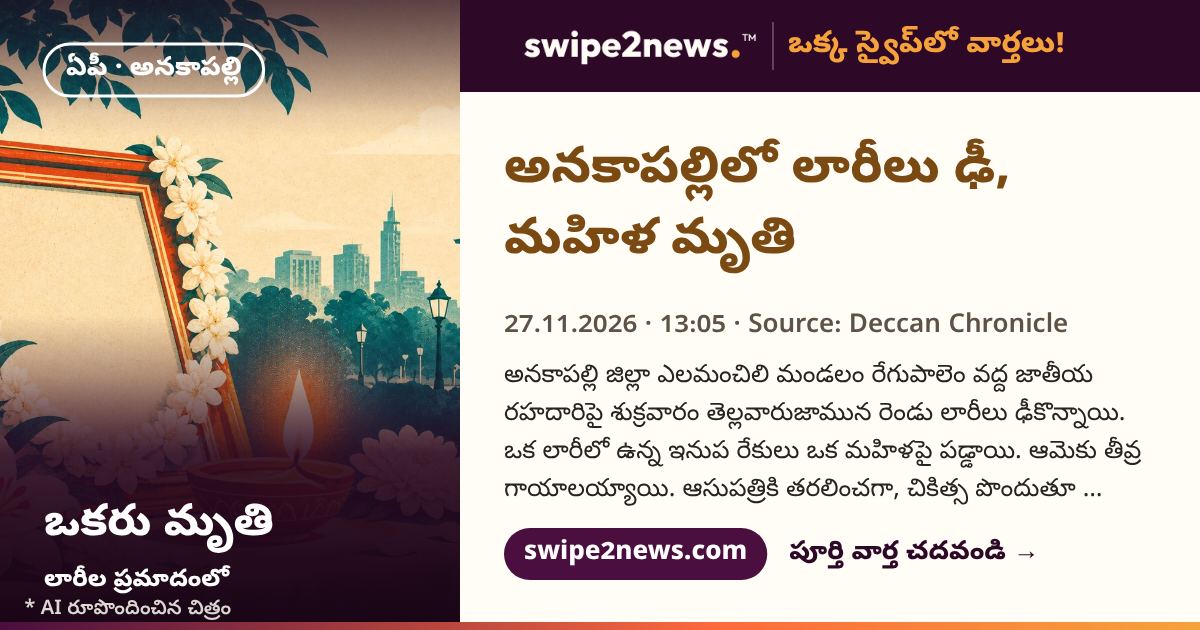 ఏపీ · అనకాపల్లి
swipe2news.™
ఒక్క స్వైప్‌లో వార్తలు!
అనకాపల్లిలో లారీలు ఢీ,
మహిళ మృతి
27.11.2026 · 13:05 · Source: Deccan Chronicle
అనకాపల్లి జిల్లా ఎలమంచిలి మండలం రేగుపాలెం వద్ద జాతీయ
రహదారిపై శుక్రవారం తెల్లవారుజామున రెండు లారీలు ఢీకొన్నాయి.
ఒక లారీలో ఉన్న ఇనుప రేకులు ఒక మహిళపై పడ్డాయి. ఆమెకు తీవ్ర
గాయాలయ్యాయి. ఆసుపత్రికి తరలించగా, చికిత్స పొందుతూ ...
swipe2news.com
పూర్తి వార్త చదవండి →
ఒకరు మృతి
లారీల ప్రమాదంలో
* AI రూపొందించిన చిత్రం